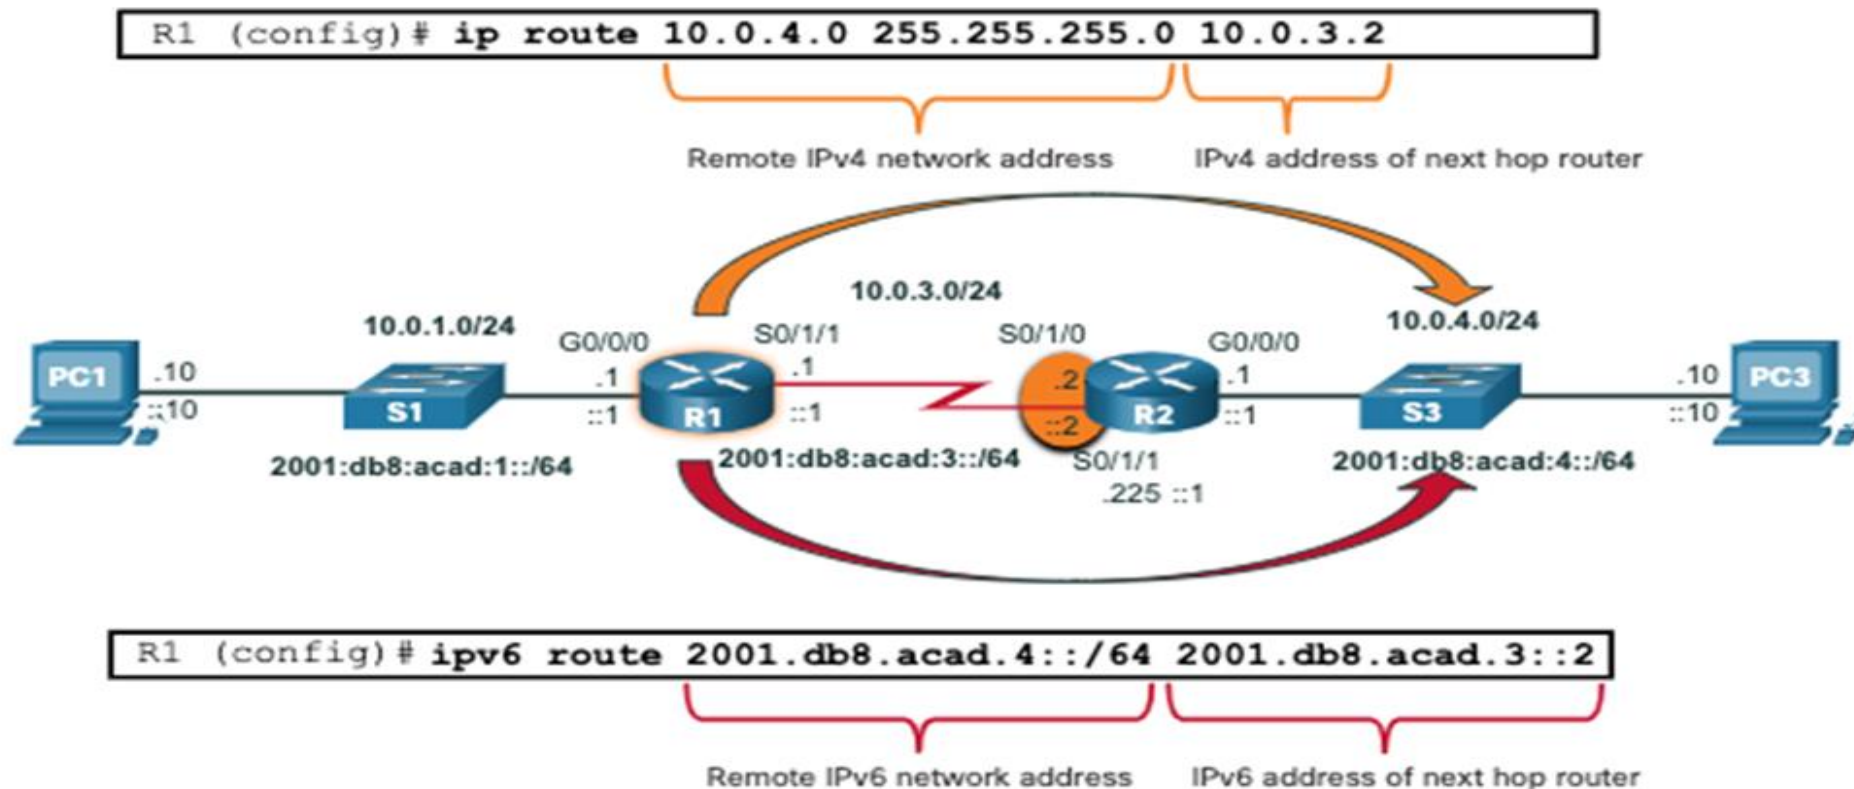 R1 (config)# ip route 10.0.4.0 255.255.255.0 10.0.3.2
Remote IPv4 network address
IPv4 address of next hop router
10.0.3.0/24
10.0.1.0/24
10.0.4.0/24
G0/0/0
S0/1/1
S0/1/0
G0/0/0
PC1
.10
::10
S1
.1
::1
R1
.1
::1
.2
::2
R2
.1
::1
S3
.10
::10
PC3
2001:db8:acad:1::/64
2001:db8:acad:3::/64
S0/1/1
.225 ::1
2001:db8:acad:4::/64
R1 (config)# ipv6 route 2001.db8.acad.4::/64 2001.db8.acad.3::2
Remote IPv6 network address
IPv6 address of next hop router